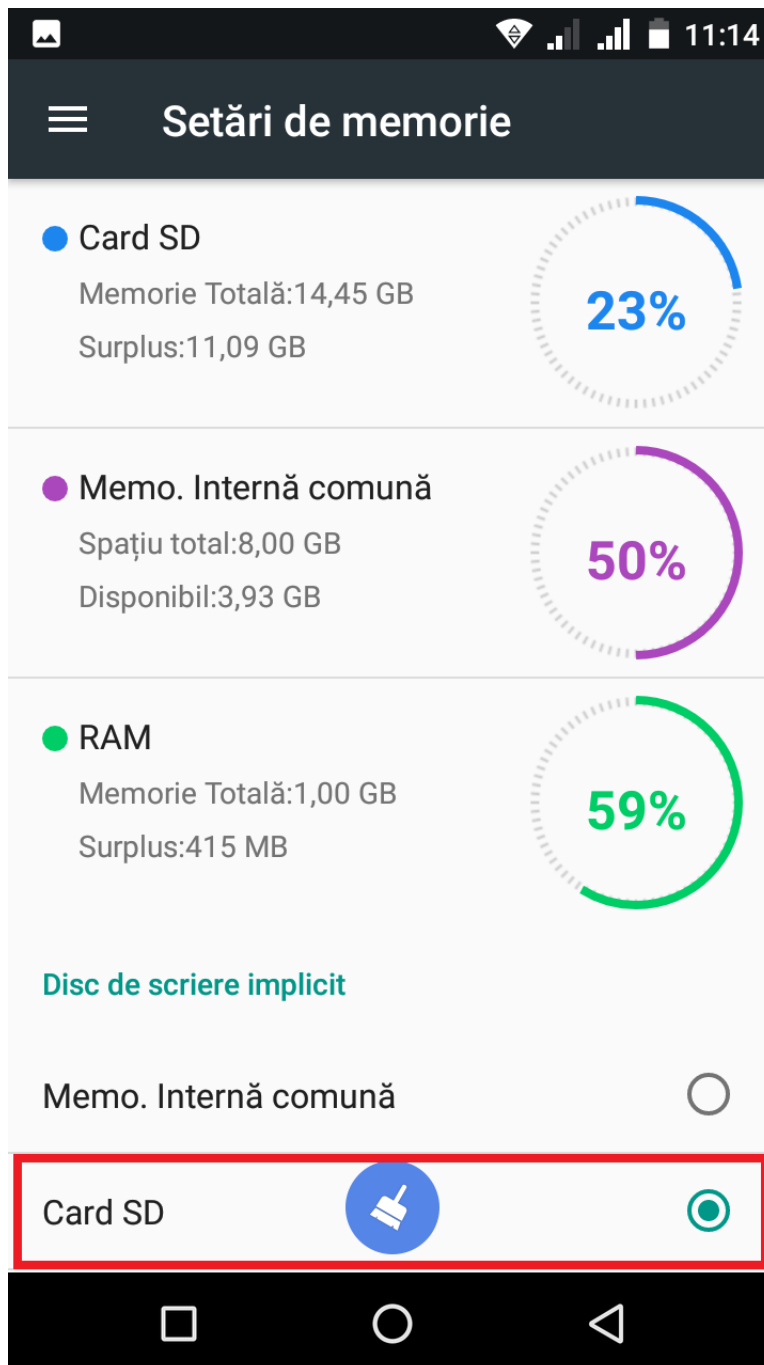 11:14
Setări de memorie
Card SD
Memorie Totală:14,45 GB
Surplus:11,09 GB
23%
Memo. Internă comună
Spațiu total:8,00 GB
Disponibil:3,93 GB
50%
RAM
Memorie Totală:1,00 GB
Surplus:415 MB
59%
Disc de scriere implicit
Memo. Internă comună
Card SD